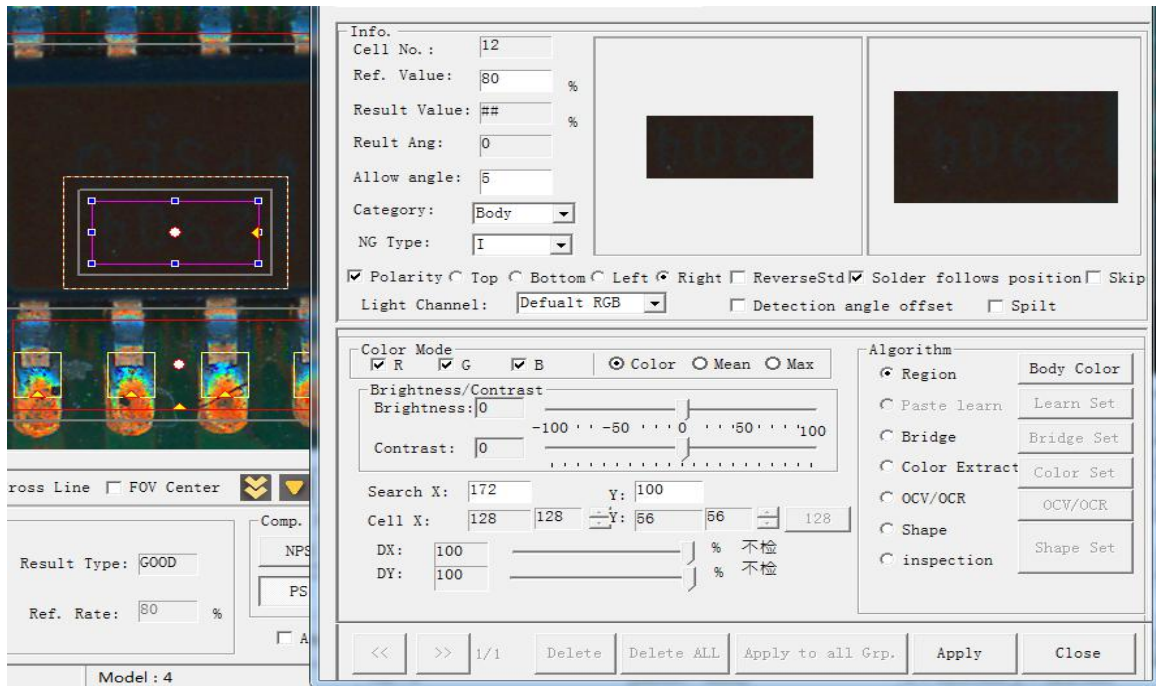 Info.
Cell No.: 12
Ref. Value: 80 %
Result Value: ## %
Reult Ang: 0
Allow angle: 5
Category: Body
NG Type: I
Polarity Top Bottom Left Right ReverseStd Solder follows position Skip
Light Channel: Defualt RGB Detection angle offset Spilt
Color Mode
R G B Color Mean Max
Brightness/Contrast
Brightness: 0
-100 -50 0 50 100
Contrast: 0
Search X: 172 Y: 100
Cell X: 128 128 Y: 56 56 128
DX: 100 % 不检
DY: 100 % 不检
Algorithm
Region Body Color
Paste learn Learn Set
Bridge Bridge Set
Color Extract Color Set
OCV/OCR OCV/OCR
Shape Shape Set
inspection
<< >> 1/1 Delete Delete ALL Apply to all Grp. Apply Close
ross Line FOV Center
Result Type: GOOD
Ref. Rate: 80 %
Comp.
NPS
PS
A
Model : 4